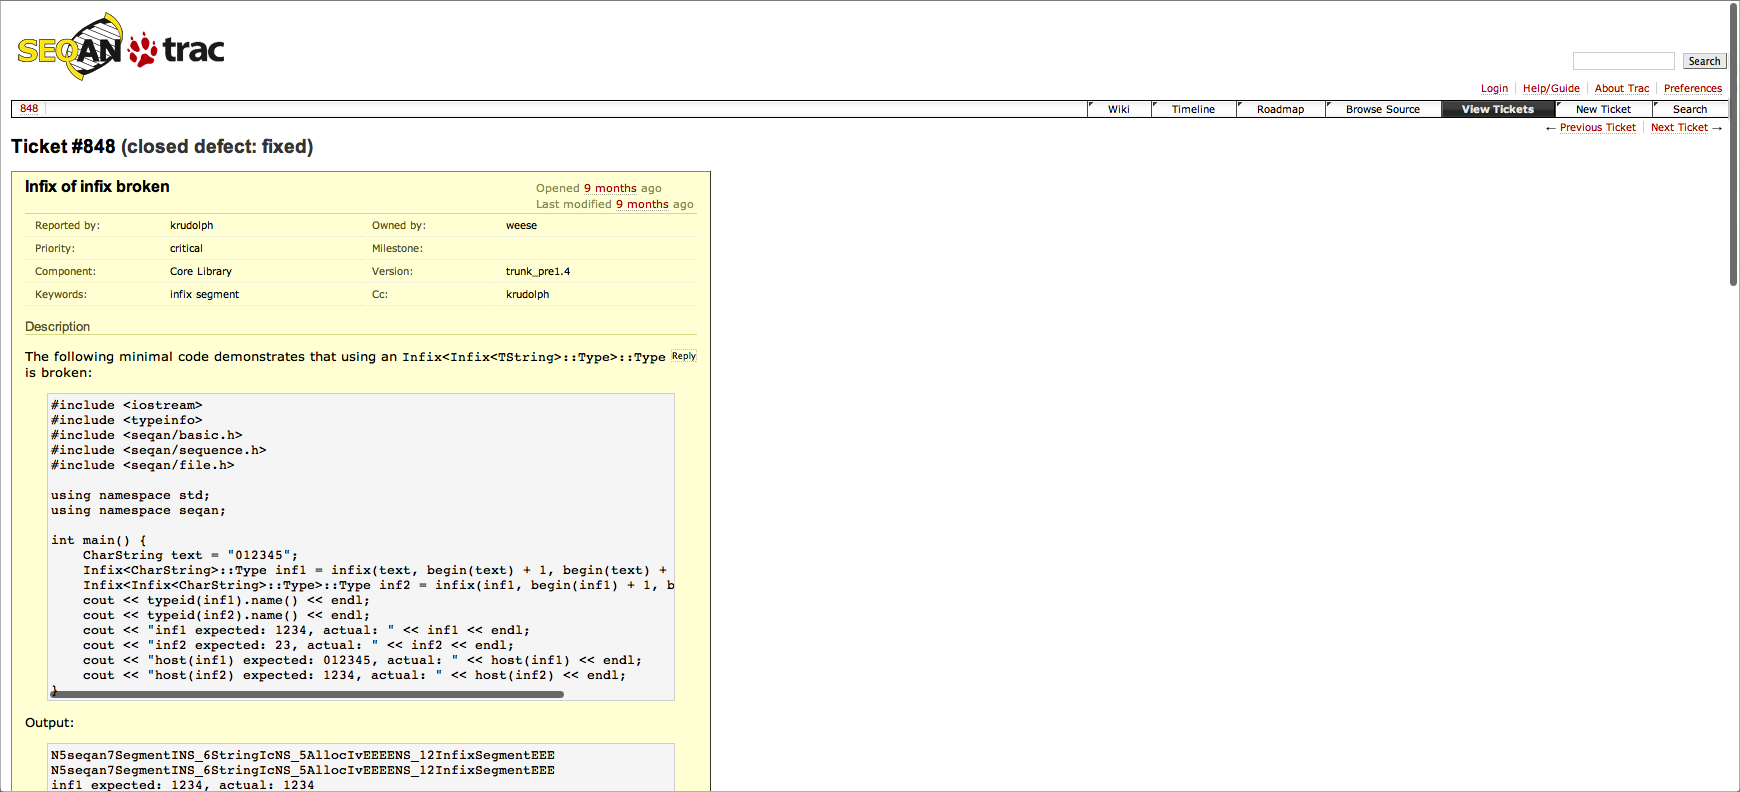 SEQAN trac
Search
Login Help/Guide About Trac Preferences
848 Wiki Timeline Roadmap Browse Source View Tickets New Ticket Search
← Previous Ticket Next Ticket →
Ticket #848 (closed defect: fixed)
Infix of infix broken
Opened 9 months ago
Last modified 9 months ago
Reported by: krudolph Owned by: weese
Priority: critical Milestone:
Component: Core Library Version: trunk_pre1.4
Keywords: infix segment Cc: krudolph
Description
The following minimal code demonstrates that using an Infix<Infix<TString>::Type>::Type Reply
is broken:
#include <iostream>
#include <typeinfo>
#include <seqan/basic.h>
#include <seqan/sequence.h>
#include <seqan/file.h>
using namespace std;
using namespace seqan;
int main() {
CharString text = "012345";
Infix<CharString>::Type inf1 = infix(text, begin(text) + 1, begin(text) +
Infix<Infix<CharString>::Type>::Type inf2 = infix(inf1, begin(inf1) + 1, b
cout << typeid(inf1).name() << endl;
cout << typeid(inf2).name() << endl;
cout << "inf1 expected: 1234, actual: " << inf1 << endl;
cout << "inf2 expected: 23, actual: " << inf2 << endl;
cout << "host(inf1) expected: 012345, actual: " << host(inf1) << endl;
cout << "host(inf2) expected: 1234, actual: " << host(inf2) << endl;
}
Output:
N5seqan7SegmentINS_6StringIcNS_5AllocIvEEEENS_12InfixSegmentEEE
N5seqan7SegmentINS_6StringIcNS_5AllocIvEEEENS_12InfixSegmentEEE
inf1 expected: 1234, actual: 1234